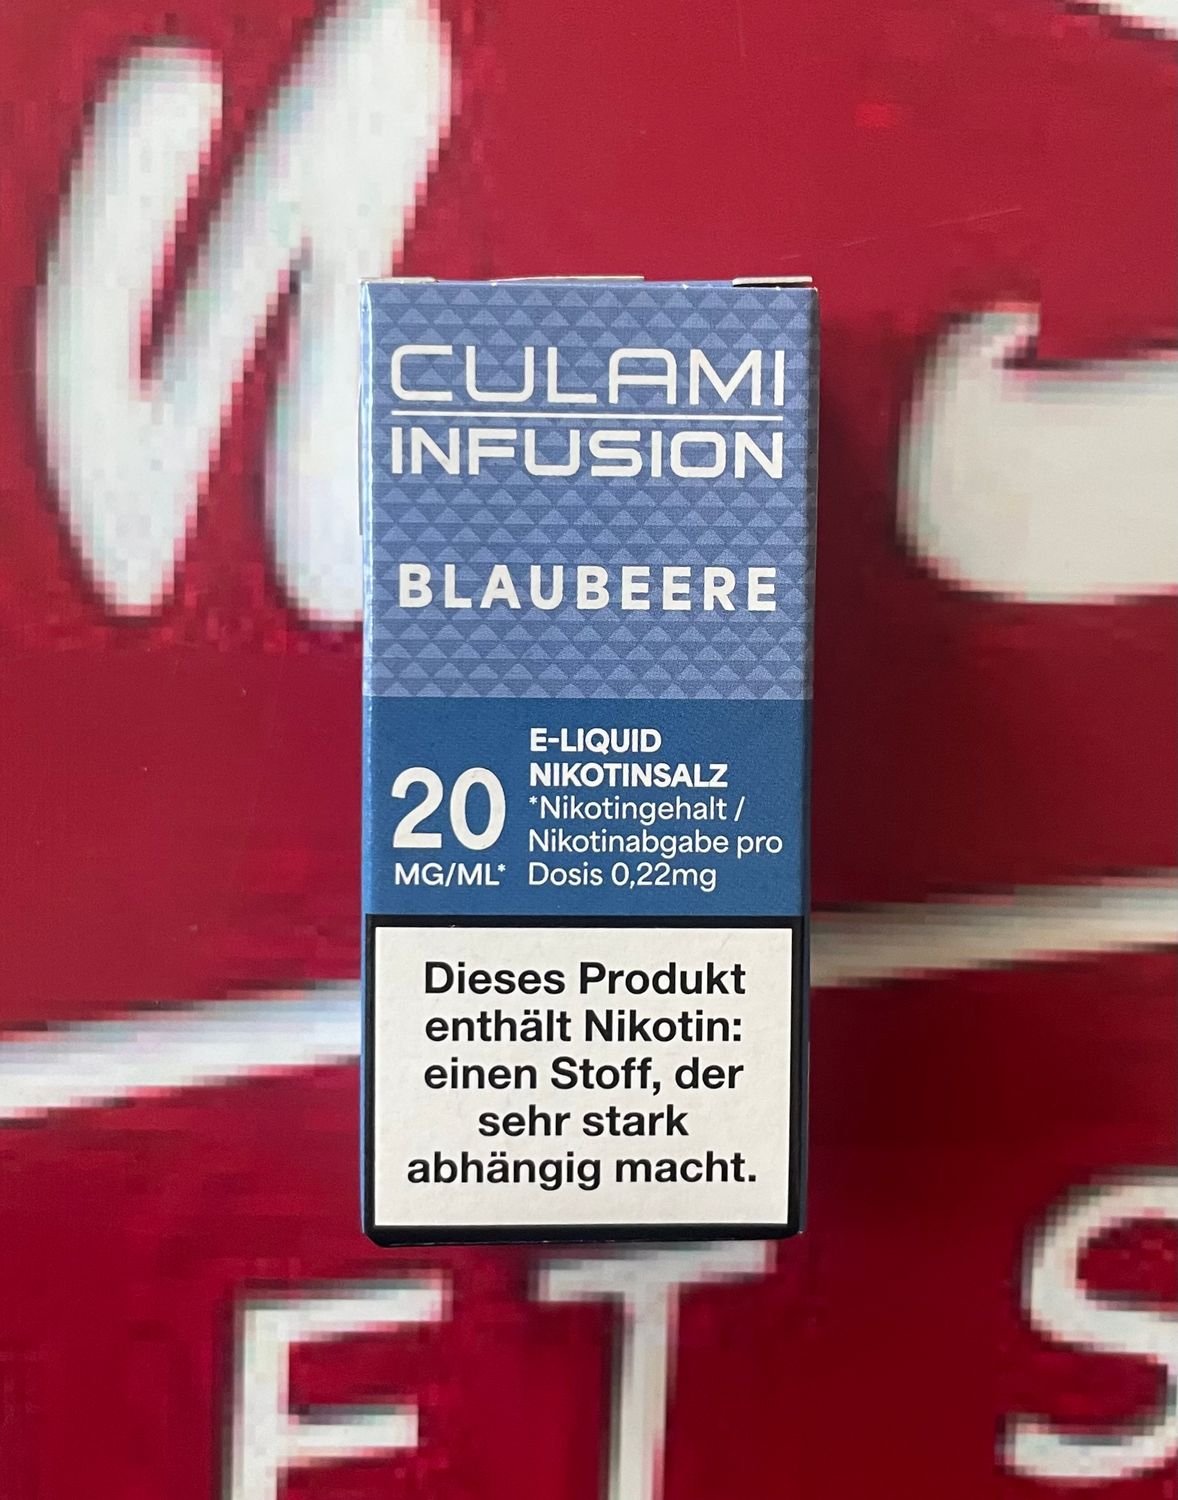 CULAMI
INFUSION
BLAUBEERE
20
MG/ML*
E-LIQUID
NIKOTINSALZ
*Nikotingehalt /
Nikotinabgabe pro
Dosis 0,22mg
Dieses Produkt
enthält Nikotin:
einen Stoff, der
sehr stark
abhängig macht.